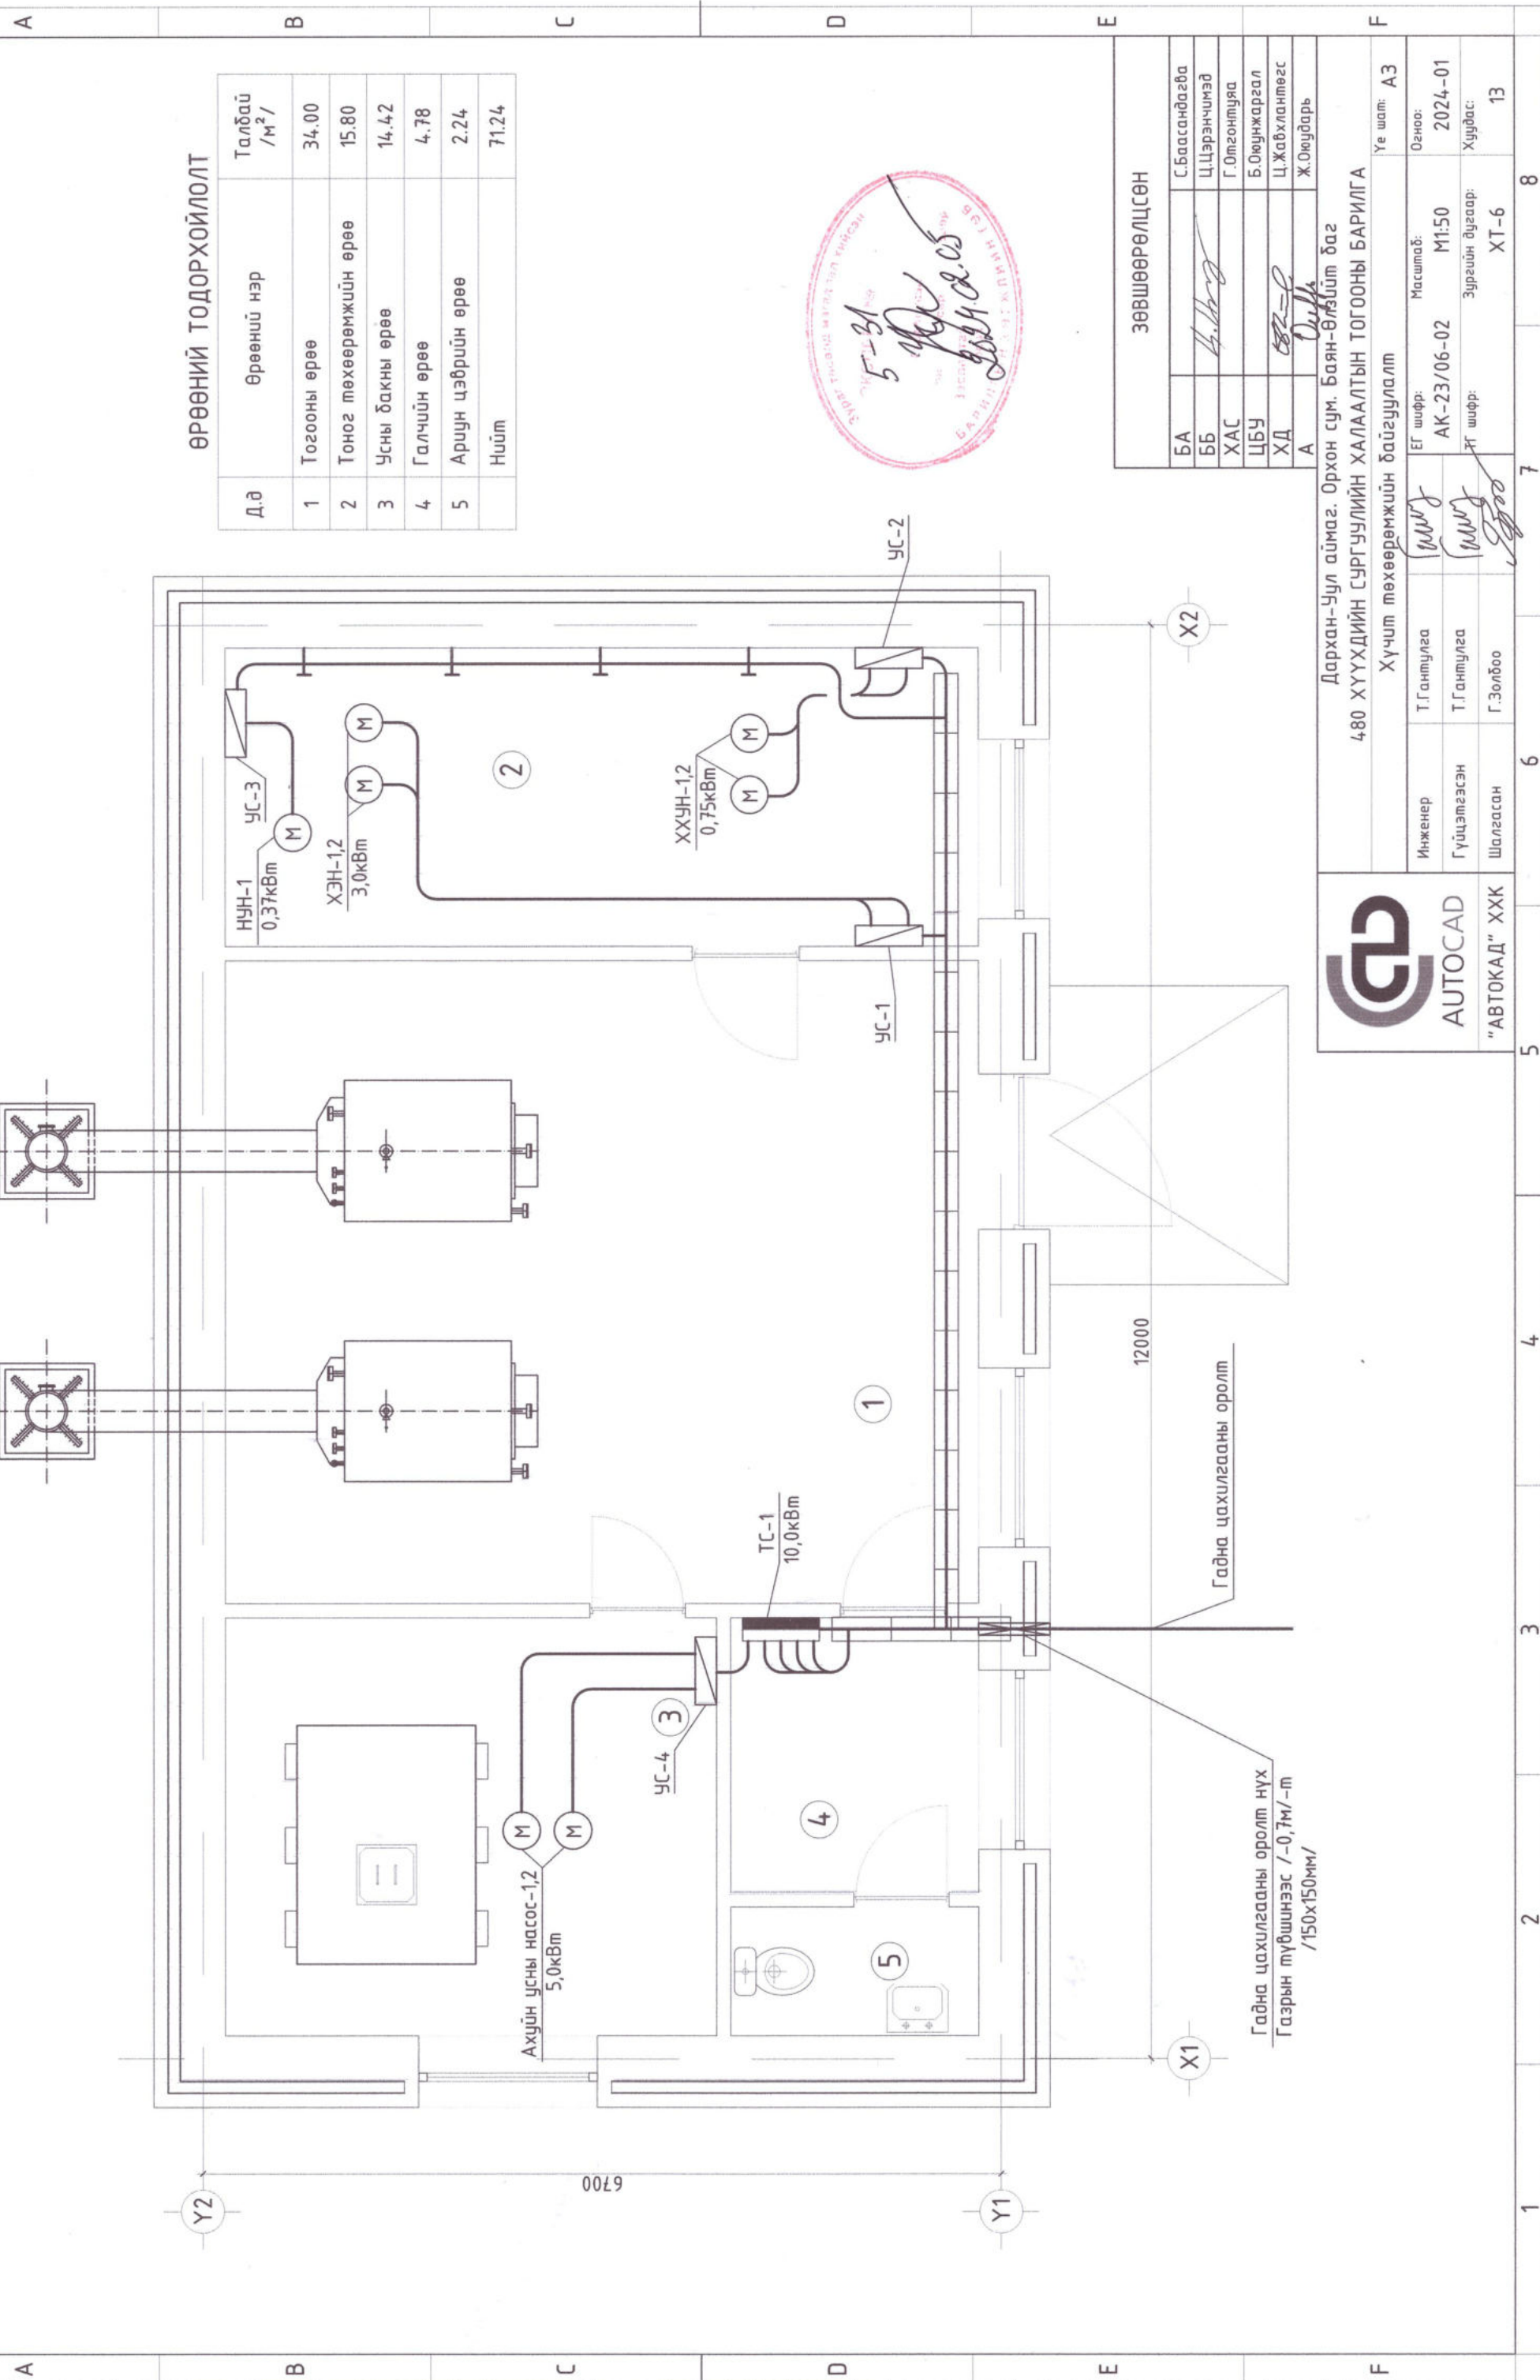 A
B
C
D
E
F
ӨРӨӨНИЙ ТОДОРХОЙЛОЛТ
Д.д Өрөөний нэр Талбай /м²/
1 Тогооны өрөө 34.00
2 Тоног төхөөрөмжийн өрөө 15.80
3 Усны бакны өрөө 14.42
4 Галчийн өрөө 4.78
5 Ариун цэврийн өрөө 2.24
Нийт 71.24
Y2
Y1
6700
X1
X2
12000
НУН-1
0,37кВт
УС-3
ХЭН-1,2
3,0кВт
ХХУН-1,2
0,75кВт
УС-2
УС-1
ТС-1
10,0кВт
УС-4
Ахуйн усны насос-1,2
5,0кВт
M
M
M
M
M
M
M
1
2
3
4
5
Гадна цахилгааны оролт
Гадна цахилгааны оролт нүх
Газрын түвшинээс /-0,7м/-т
/150х150мм/
5-31
2024.02.05
ЗӨВШӨӨРӨЛЦСӨН
БА С.Баасандагва
ББ Ц.Цэрэнчимэд
ХАС Г.Отгонтуяа
ЦБУ Б.Оюунжаргал
ХД Ц.Жавхлантөгс
А Ж.Оюударь
Дархан-Уул аймаг. Орхон сум. Баян-Өлзийт баг
480 ХҮҮХДИЙН СУРГУУЛИЙН ХАЛААЛТЫН ТОГООНЫ БАРИЛГА
Хүчит төхөөрөмжийн байгууламт
Үе шат: А3
AUTOCAD
"АВТОКАД" ХХК
Инженер Т.Гантулга
Гүйцэтгэсэн Т.Гантулга
Шалгасан Г.Золбоо
ЕГ шифр: АК-23/06-02
Масштаб: М1:50
Огноо: 2024-01
ТГ шифр:
Зургийн дугаар: ХТ-6
Хуудас: 13
1
2
3
4
5
6
7
8
A
B
C
D
E
F